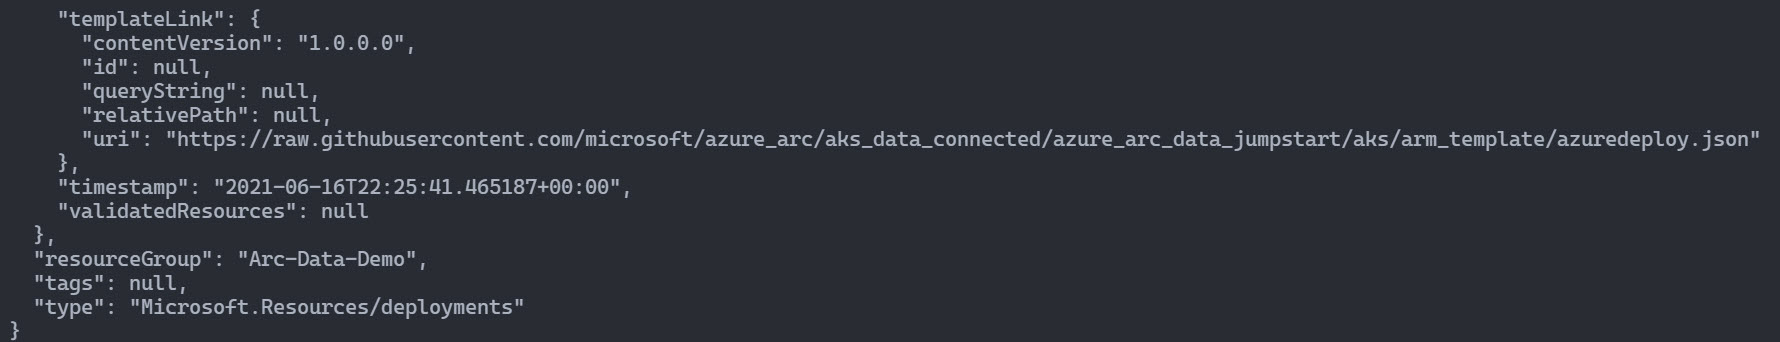 "templateLink": {
"contentVersion": "1.0.0.0",
"id": null,
"queryString": null,
"relativePath": null,
"uri": "https://raw.githubusercontent.com/microsoft/azure_arc/aks_data_connected/azure_arc_data_jumpstart/aks/arm_template/azuredeploy.json"
},
"timestamp": "2021-06-16T22:25:41.465187+00:00",
"validatedResources": null
},
"resourceGroup": "Arc-Data-Demo",
"tags": null,
"type": "Microsoft.Resources/deployments"
}